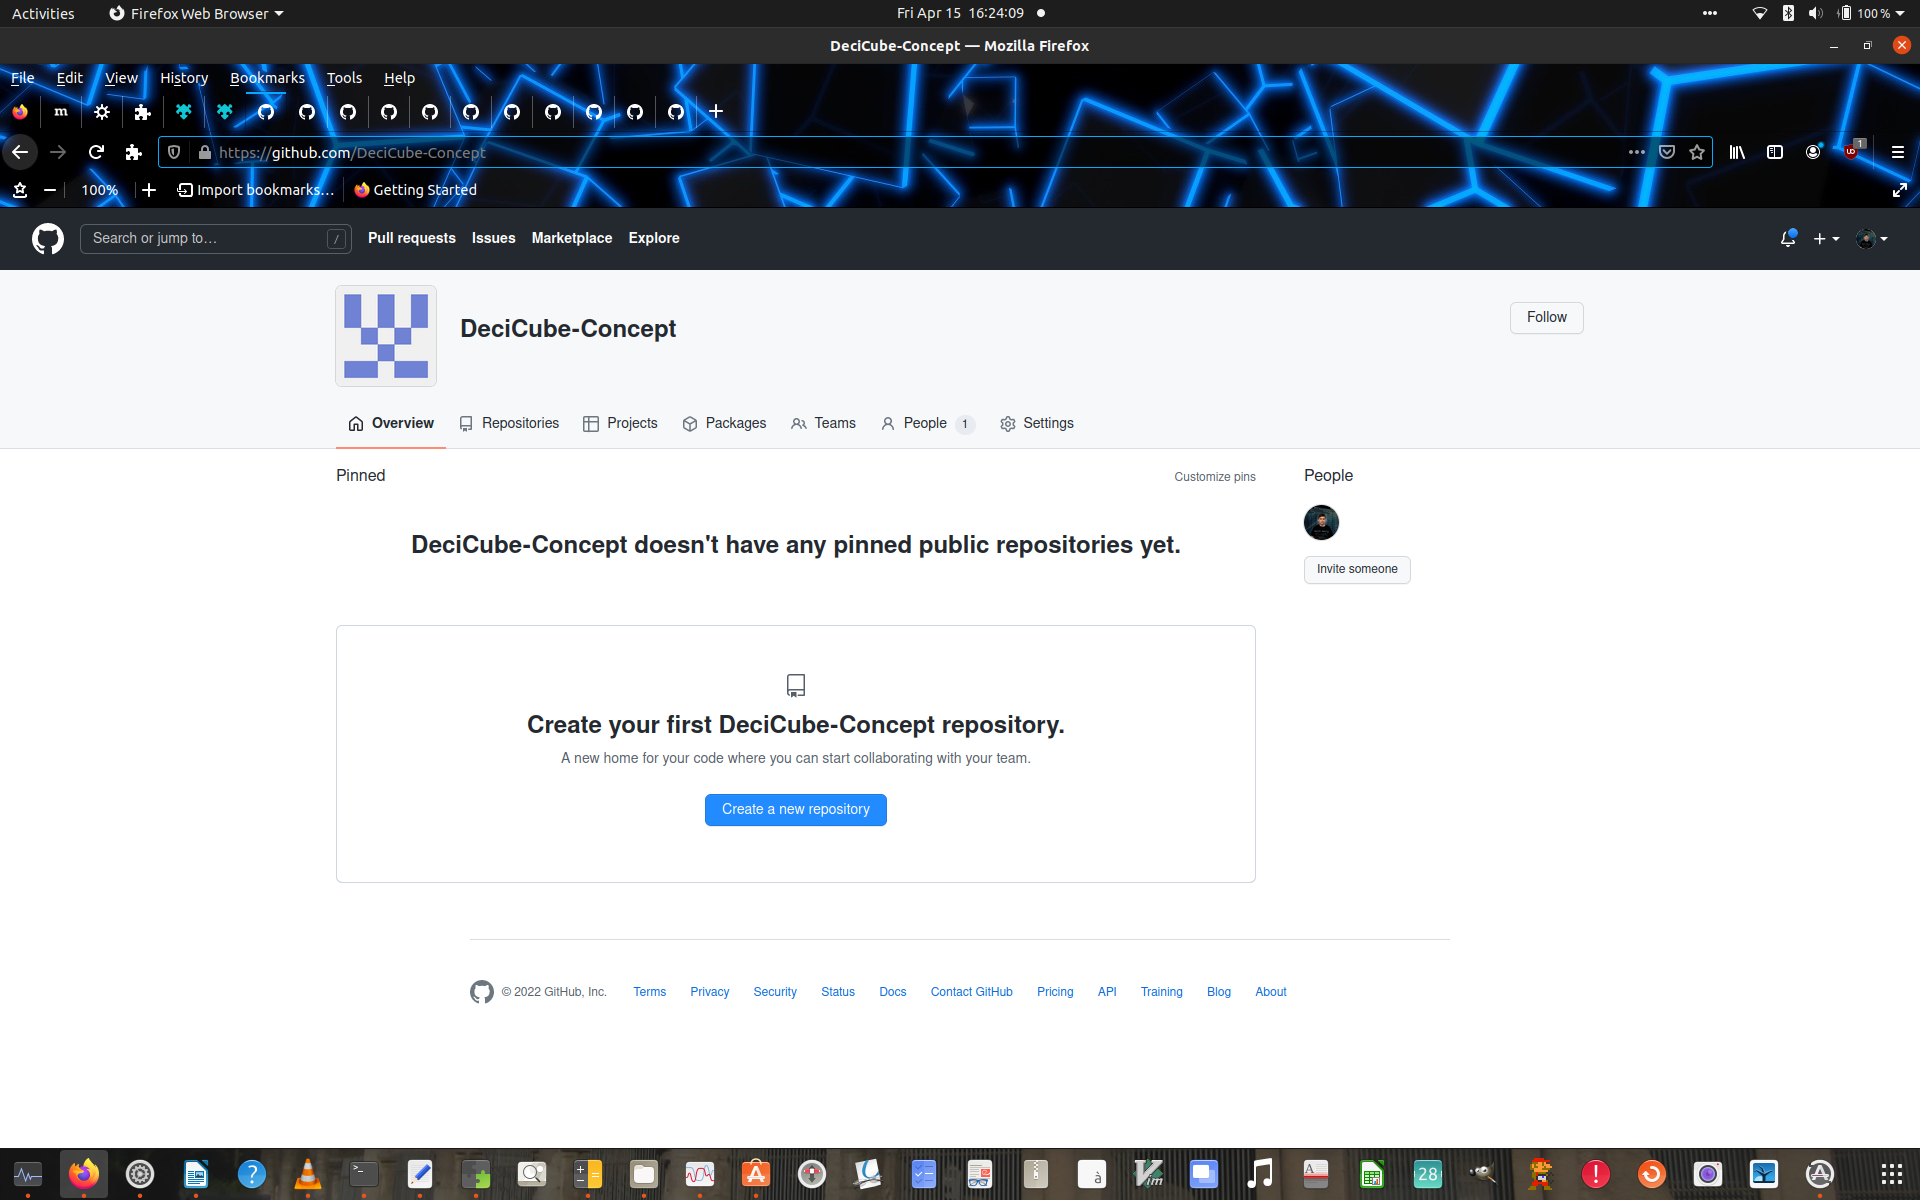 Activities Firefox Web Browser Fri Apr 15 16:24:09 100 %
DeciCube-Concept — Mozilla Firefox
File Edit View History Bookmarks Tools Help
m
https://github.com/DeciCube-Concept 1
100% Import bookmarks... Getting Started
Search or jump to... / Pull requests Issues Marketplace Explore
DeciCube-Concept Follow
Overview Repositories Projects Packages Teams People 1 Settings
Pinned Customize pins People
DeciCube-Concept doesn't have any pinned public repositories yet.
Invite someone
Create your first DeciCube-Concept repository.
A new home for your code where you can start collaborating with your team.
Create a new repository
© 2022 GitHub, Inc. Terms Privacy Security Status Docs Contact GitHub Pricing API Training Blog About
28